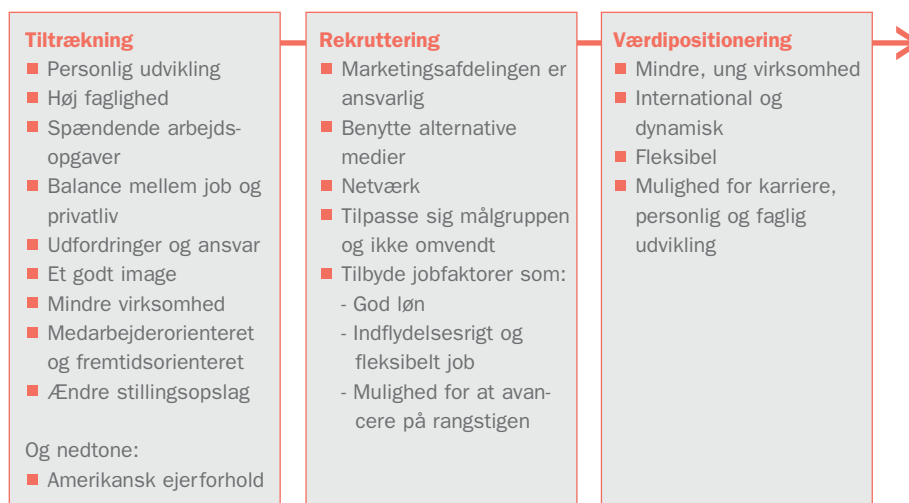 Tiltrækning
Personlig udvikling
Høj faglighed
Spændende arbejds-
opgaver
Balance mellem job og
privatliv
Udfordringer og ansvar
Et godt image
Mindre virksomhed
Medarbejderorienteret
og fremtidsorienteret
Ændre stillingsopslag
Og nedtone:
Amerikansk ejerforhold
Rekruttering
Marketingsafdelingen er
ansvarlig
Benytte alternative
medier
Netværk
Tilpasse sig målgruppen
og ikke omvendt
Tilbyde jobfaktorer som:
- God løn
- Indflydelsesrigt og
fleksibelt job
- Mulighed for at avan-
cere på rangstigen
Værdipositionering
Mindre, ung virksomhed
International og
dynamisk
Fleksibel
Mulighed for karriere,
personlig og faglig
udvikling